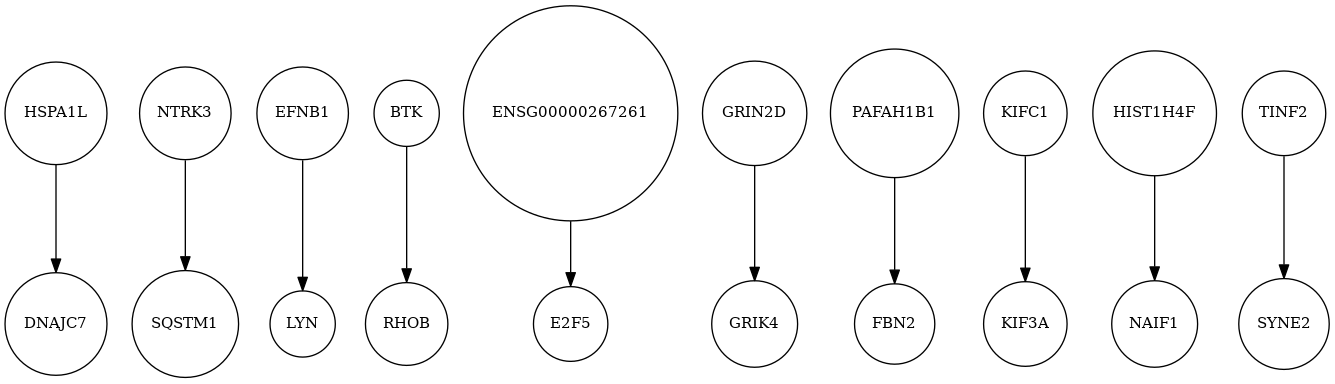 HSPA1L NTRK3 EFNB1 BTK ENSG00000267261 GRIN2D PAFAH1B1 KIFC1 HIST1H4F TINF2
DNAJC7 SQSTM1 LYN RHOB E2F5 GRIK4 FBN2 KIF3A NAIF1 SYNE2